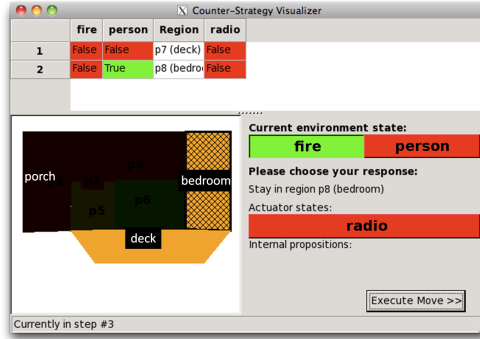 Counter-Strategy Visualizer
fire person Region radio
1 False False p7 (deck) False
2 False True p8 (bedroo False
Current environment state:
fire person
Please choose your response:
Stay in region p8 (bedroom)
Actuator states:
radio
Internal propositions:
porch
p4
bedroom
p5
p6
deck
Execute Move >>
Currently in step #3